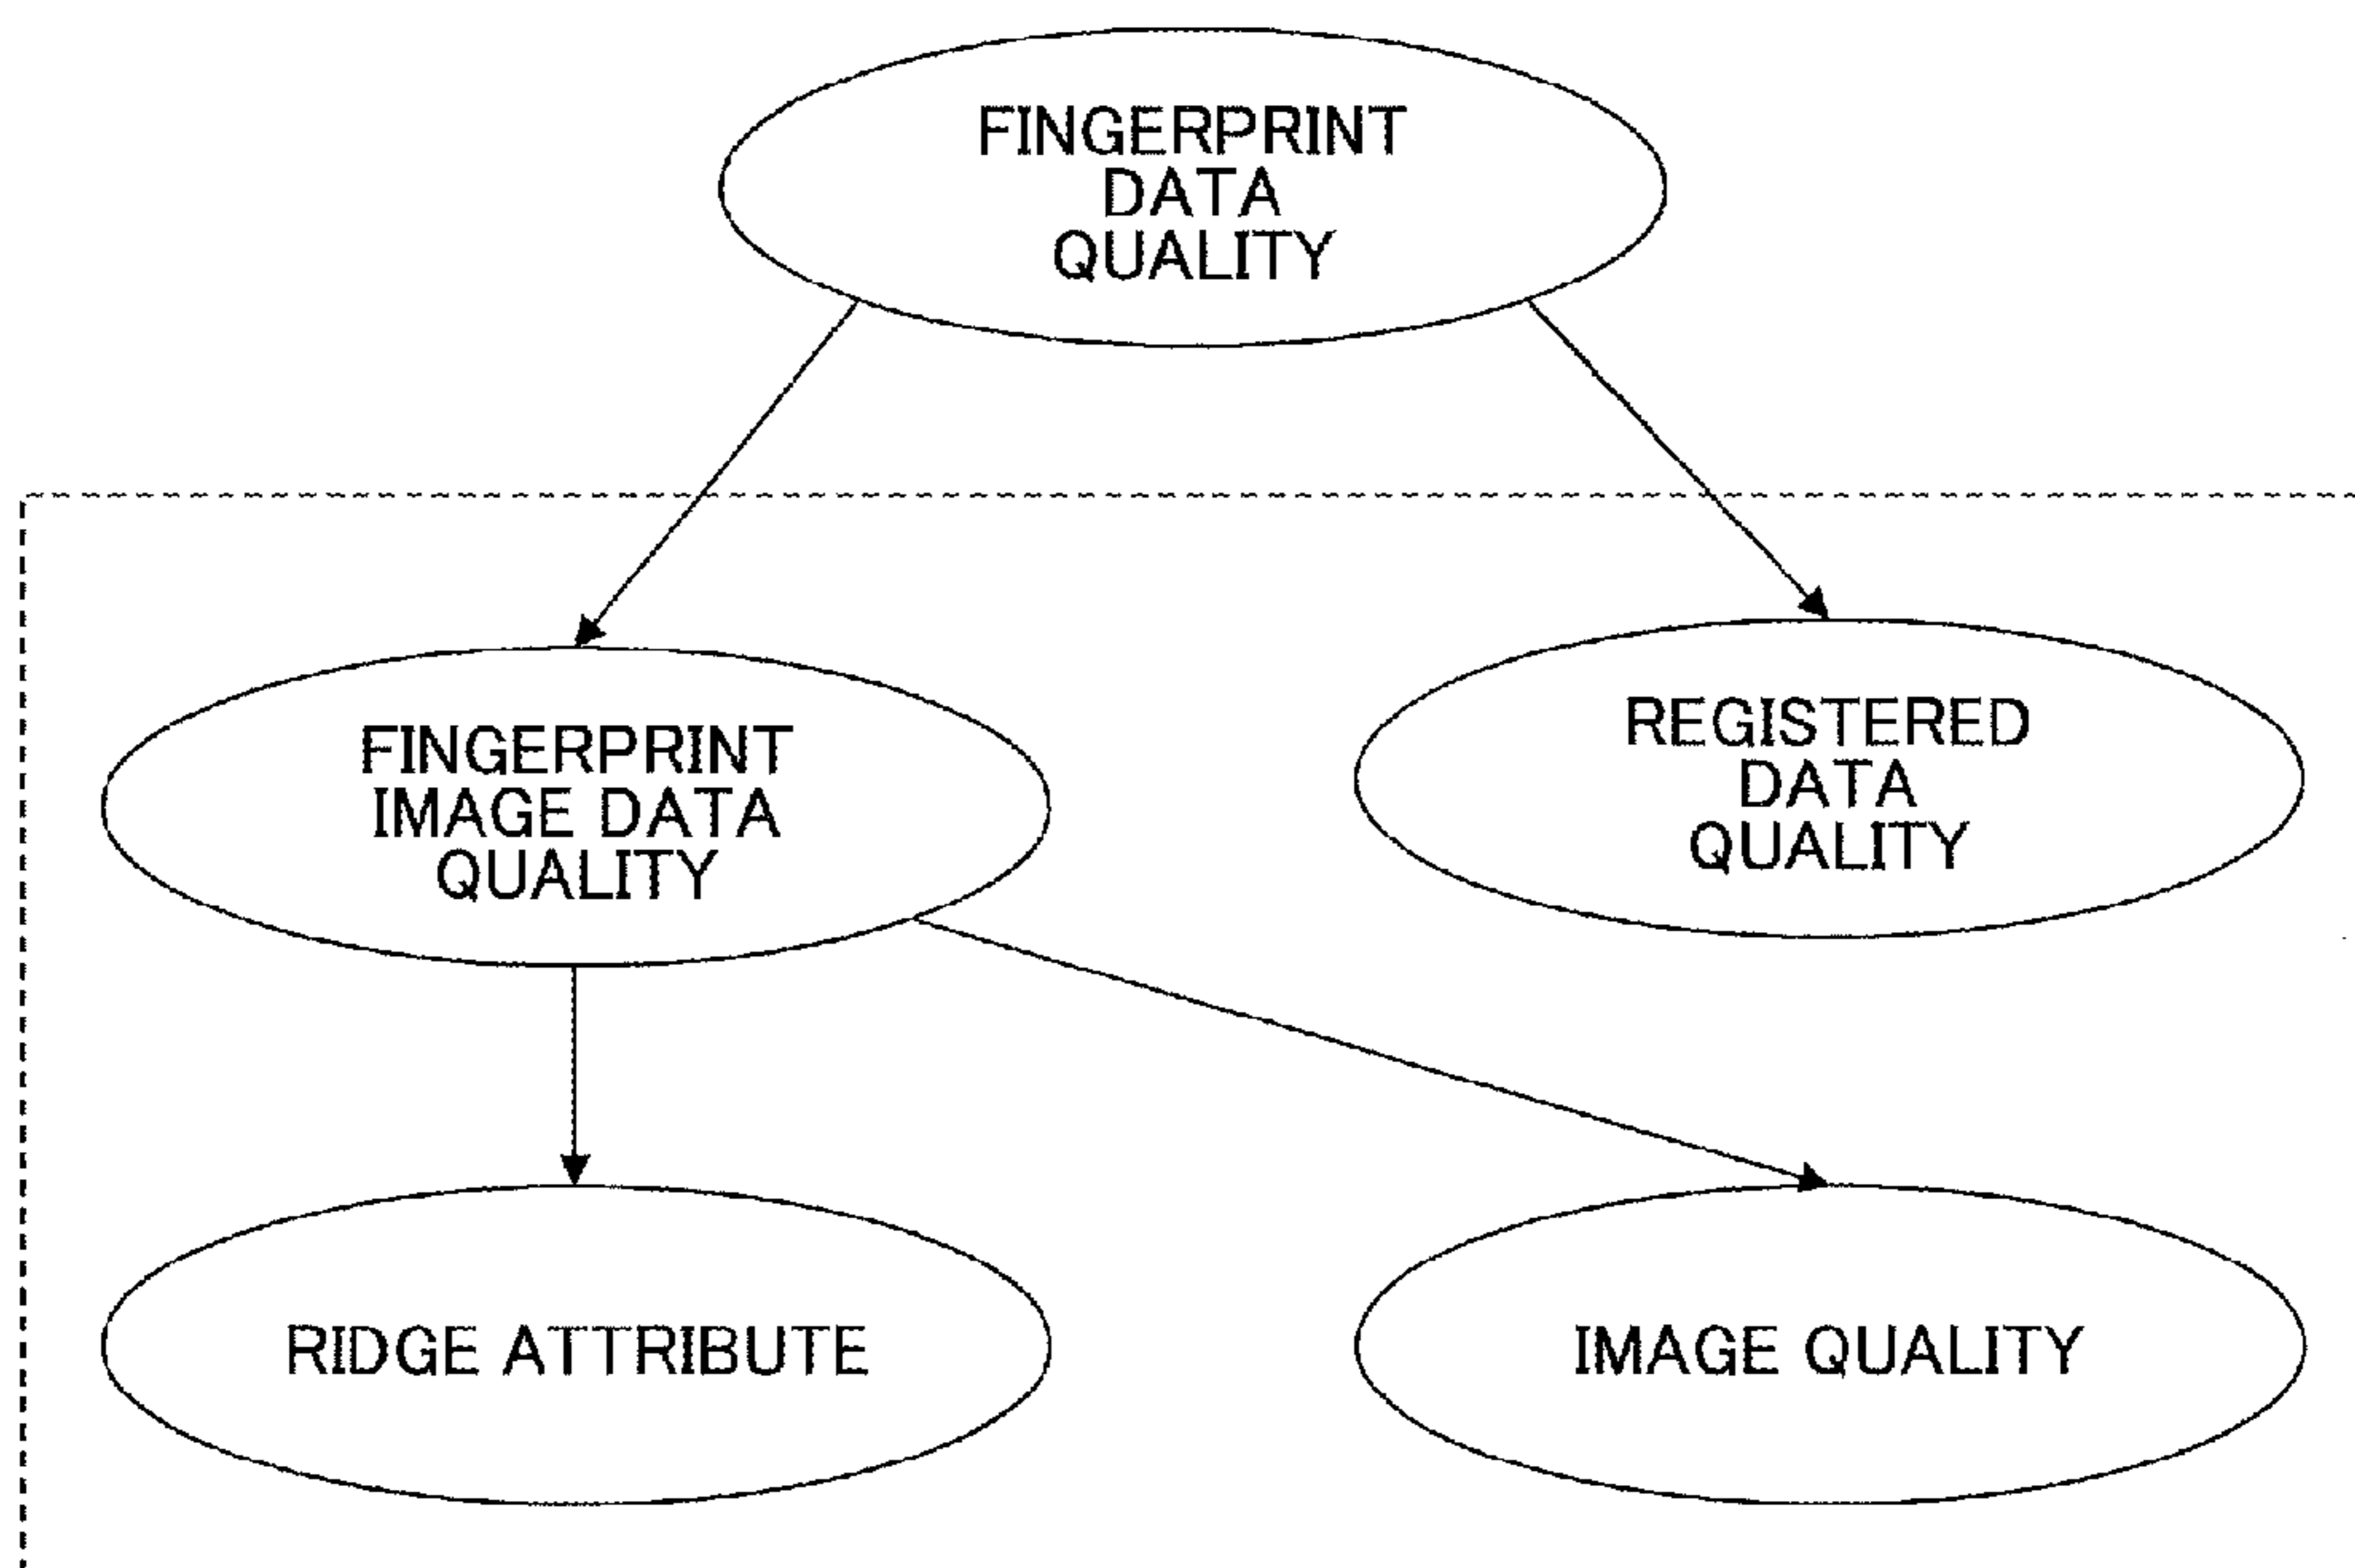 FINGERPRINT
DATA
QUALITY
FINGERPRINT
IMAGE DATA
QUALITY
REGISTERED
DATA
QUALITY
RIDGE ATTRIBUTE
IMAGE QUALITY